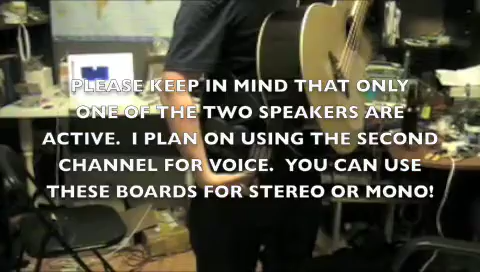 PLEASE KEEP IN MIND THAT ONLY
ONE OF THE TWO SPEAKERS ARE
ACTIVE.  I PLAN ON USING THE SECOND
CHANNEL FOR VOICE.  YOU CAN USE
THESE BOARDS FOR STEREO OR MONO!